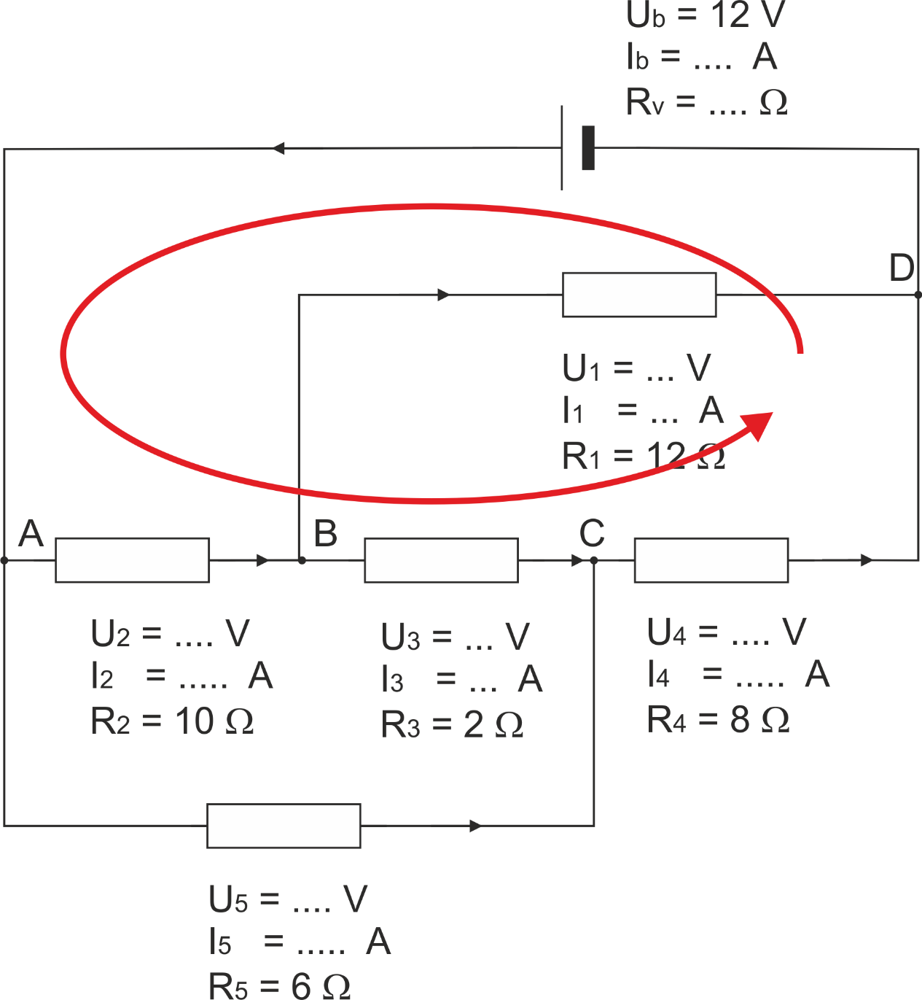 Ub = 12 V
Ib = .... A
Rv = .... Ω
D
U1 = ... V
I1 = ... A
R1 = 12 Ω
A
B
C
U2 = .... V
I2 = ..... A
R2 = 10 Ω
U3 = ... V
I3 = ... A
R3 = 2 Ω
U4 = .... V
I4 = ..... A
R4 = 8 Ω
U5 = .... V
I5 = ..... A
R5 = 6 Ω